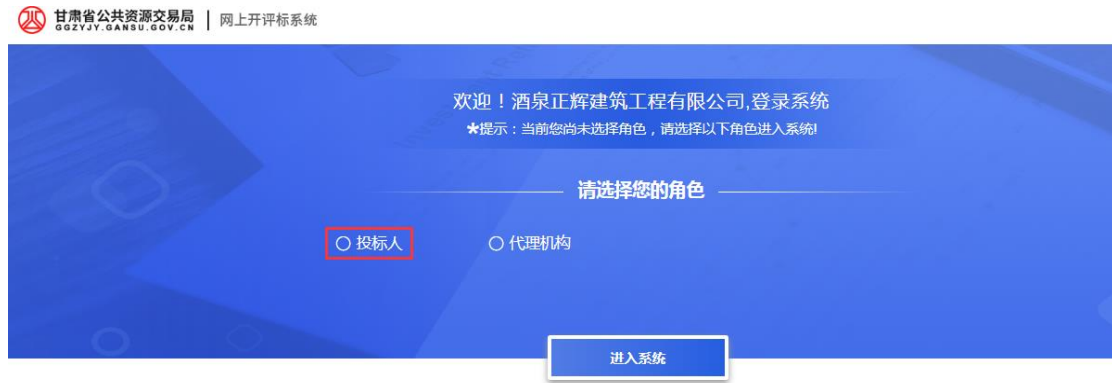 甘肃省公共资源交易局 网上开评标系统
GGZYJY.GANSU.GOV.CN
欢迎！酒泉正辉建筑工程有限公司,登录系统
*提示：当前您尚未选择角色，请选择以下角色进入系统!
请选择您的角色
投标人 代理机构
进入系统